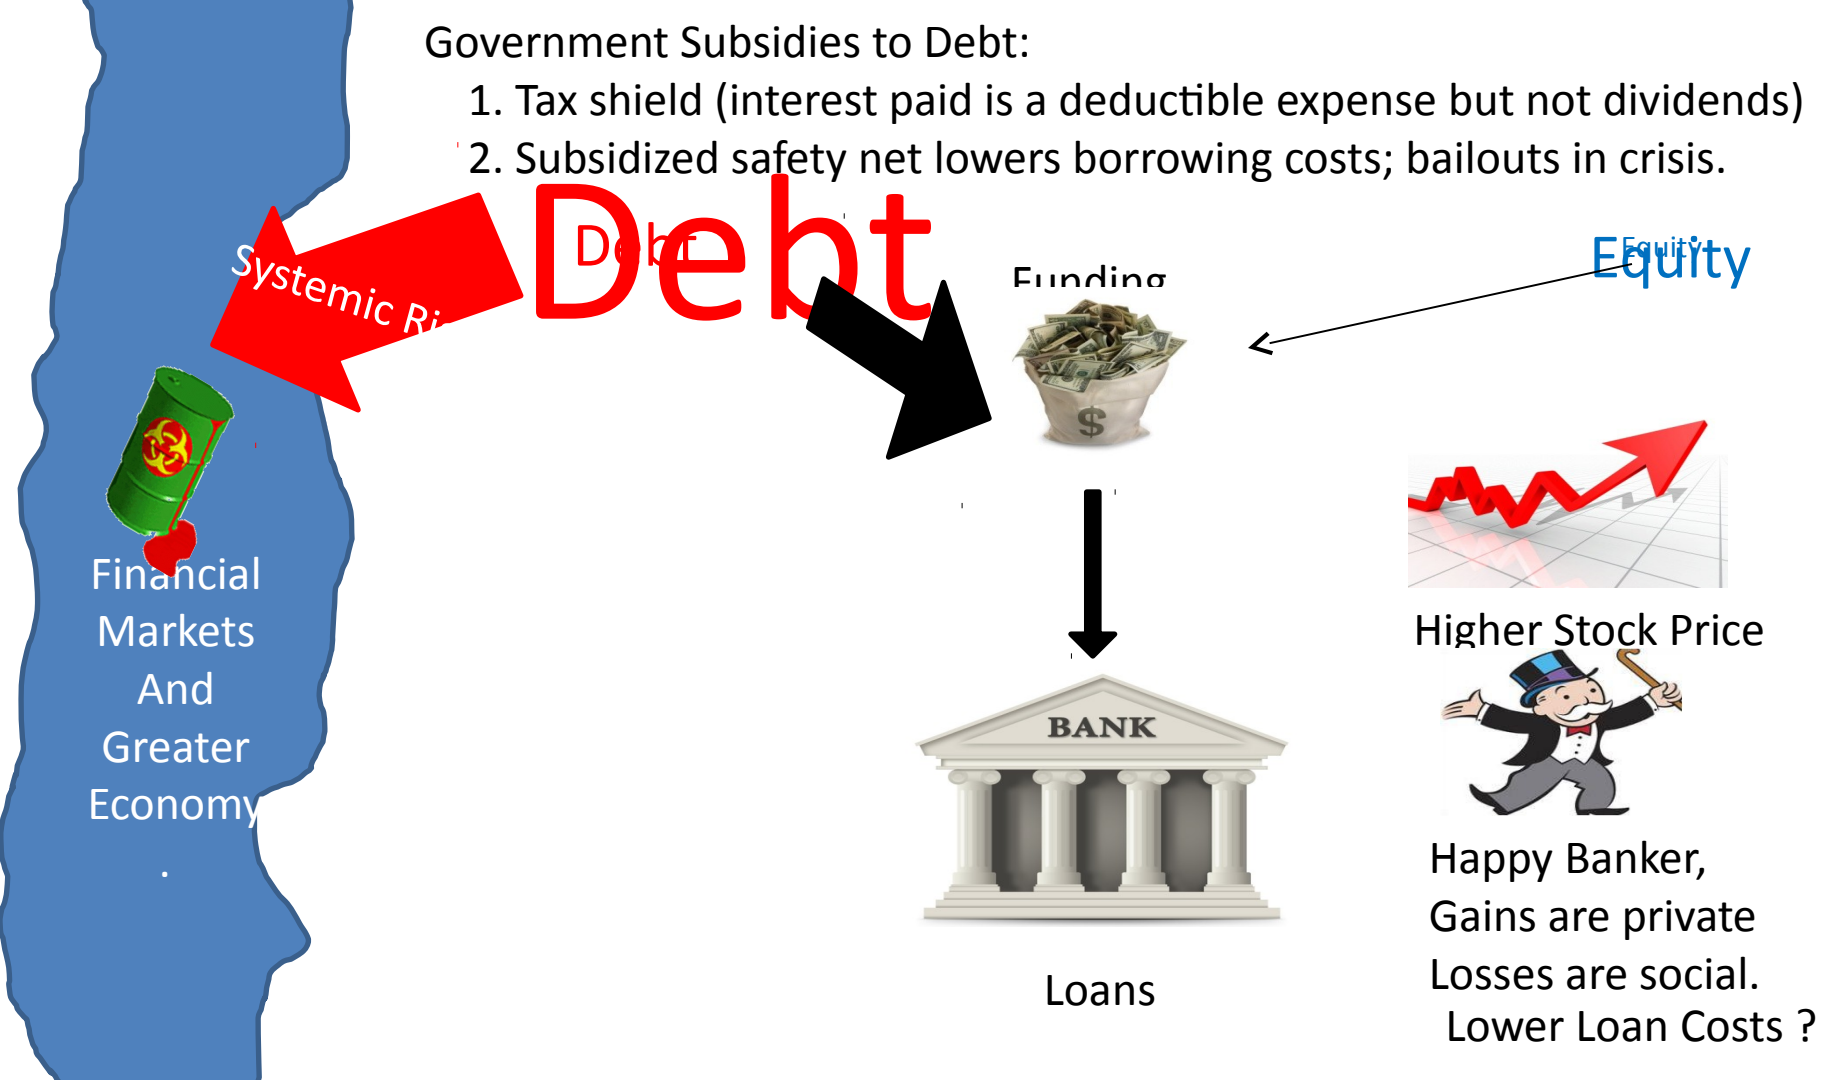 Government Subsidies to Debt:
1. Tax shield (interest paid is a deductible expense but not dividends)
2. Subsidized safety net lowers borrowing costs; bailouts in crisis.
Debt
Debt
Equity
Equity
Funding
Systemic
$
Financial
Markets
And
Greater
Economy
.
BANK
Loans
Higher Stock Price
Happy Banker,
Gains are private
Losses are social.
Lower Loan Costs ?